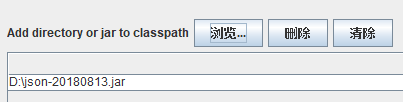 Add directory or jar to classpath 浏览... 删除 清除
D:\json-20180813.jar